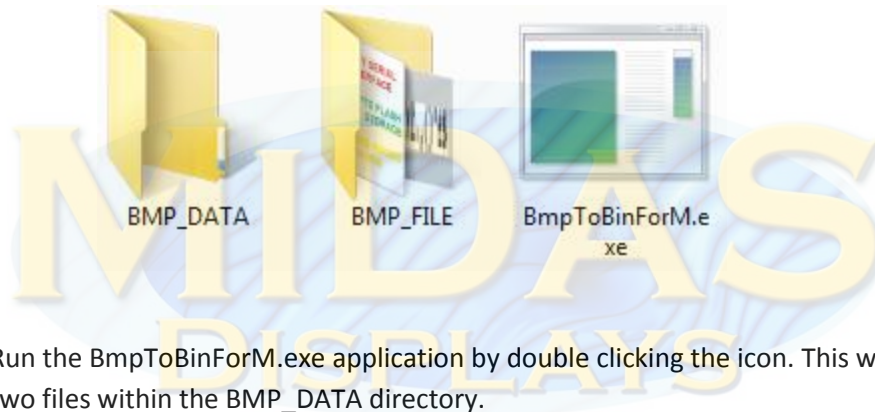 BMP_DATA
BMP_FILE
BmpToBinForM.e
xe
MIDAS
DISPLAYS
Run the BmpToBinForM.exe application by double clicking the icon. This w
two files within the BMP_DATA directory.